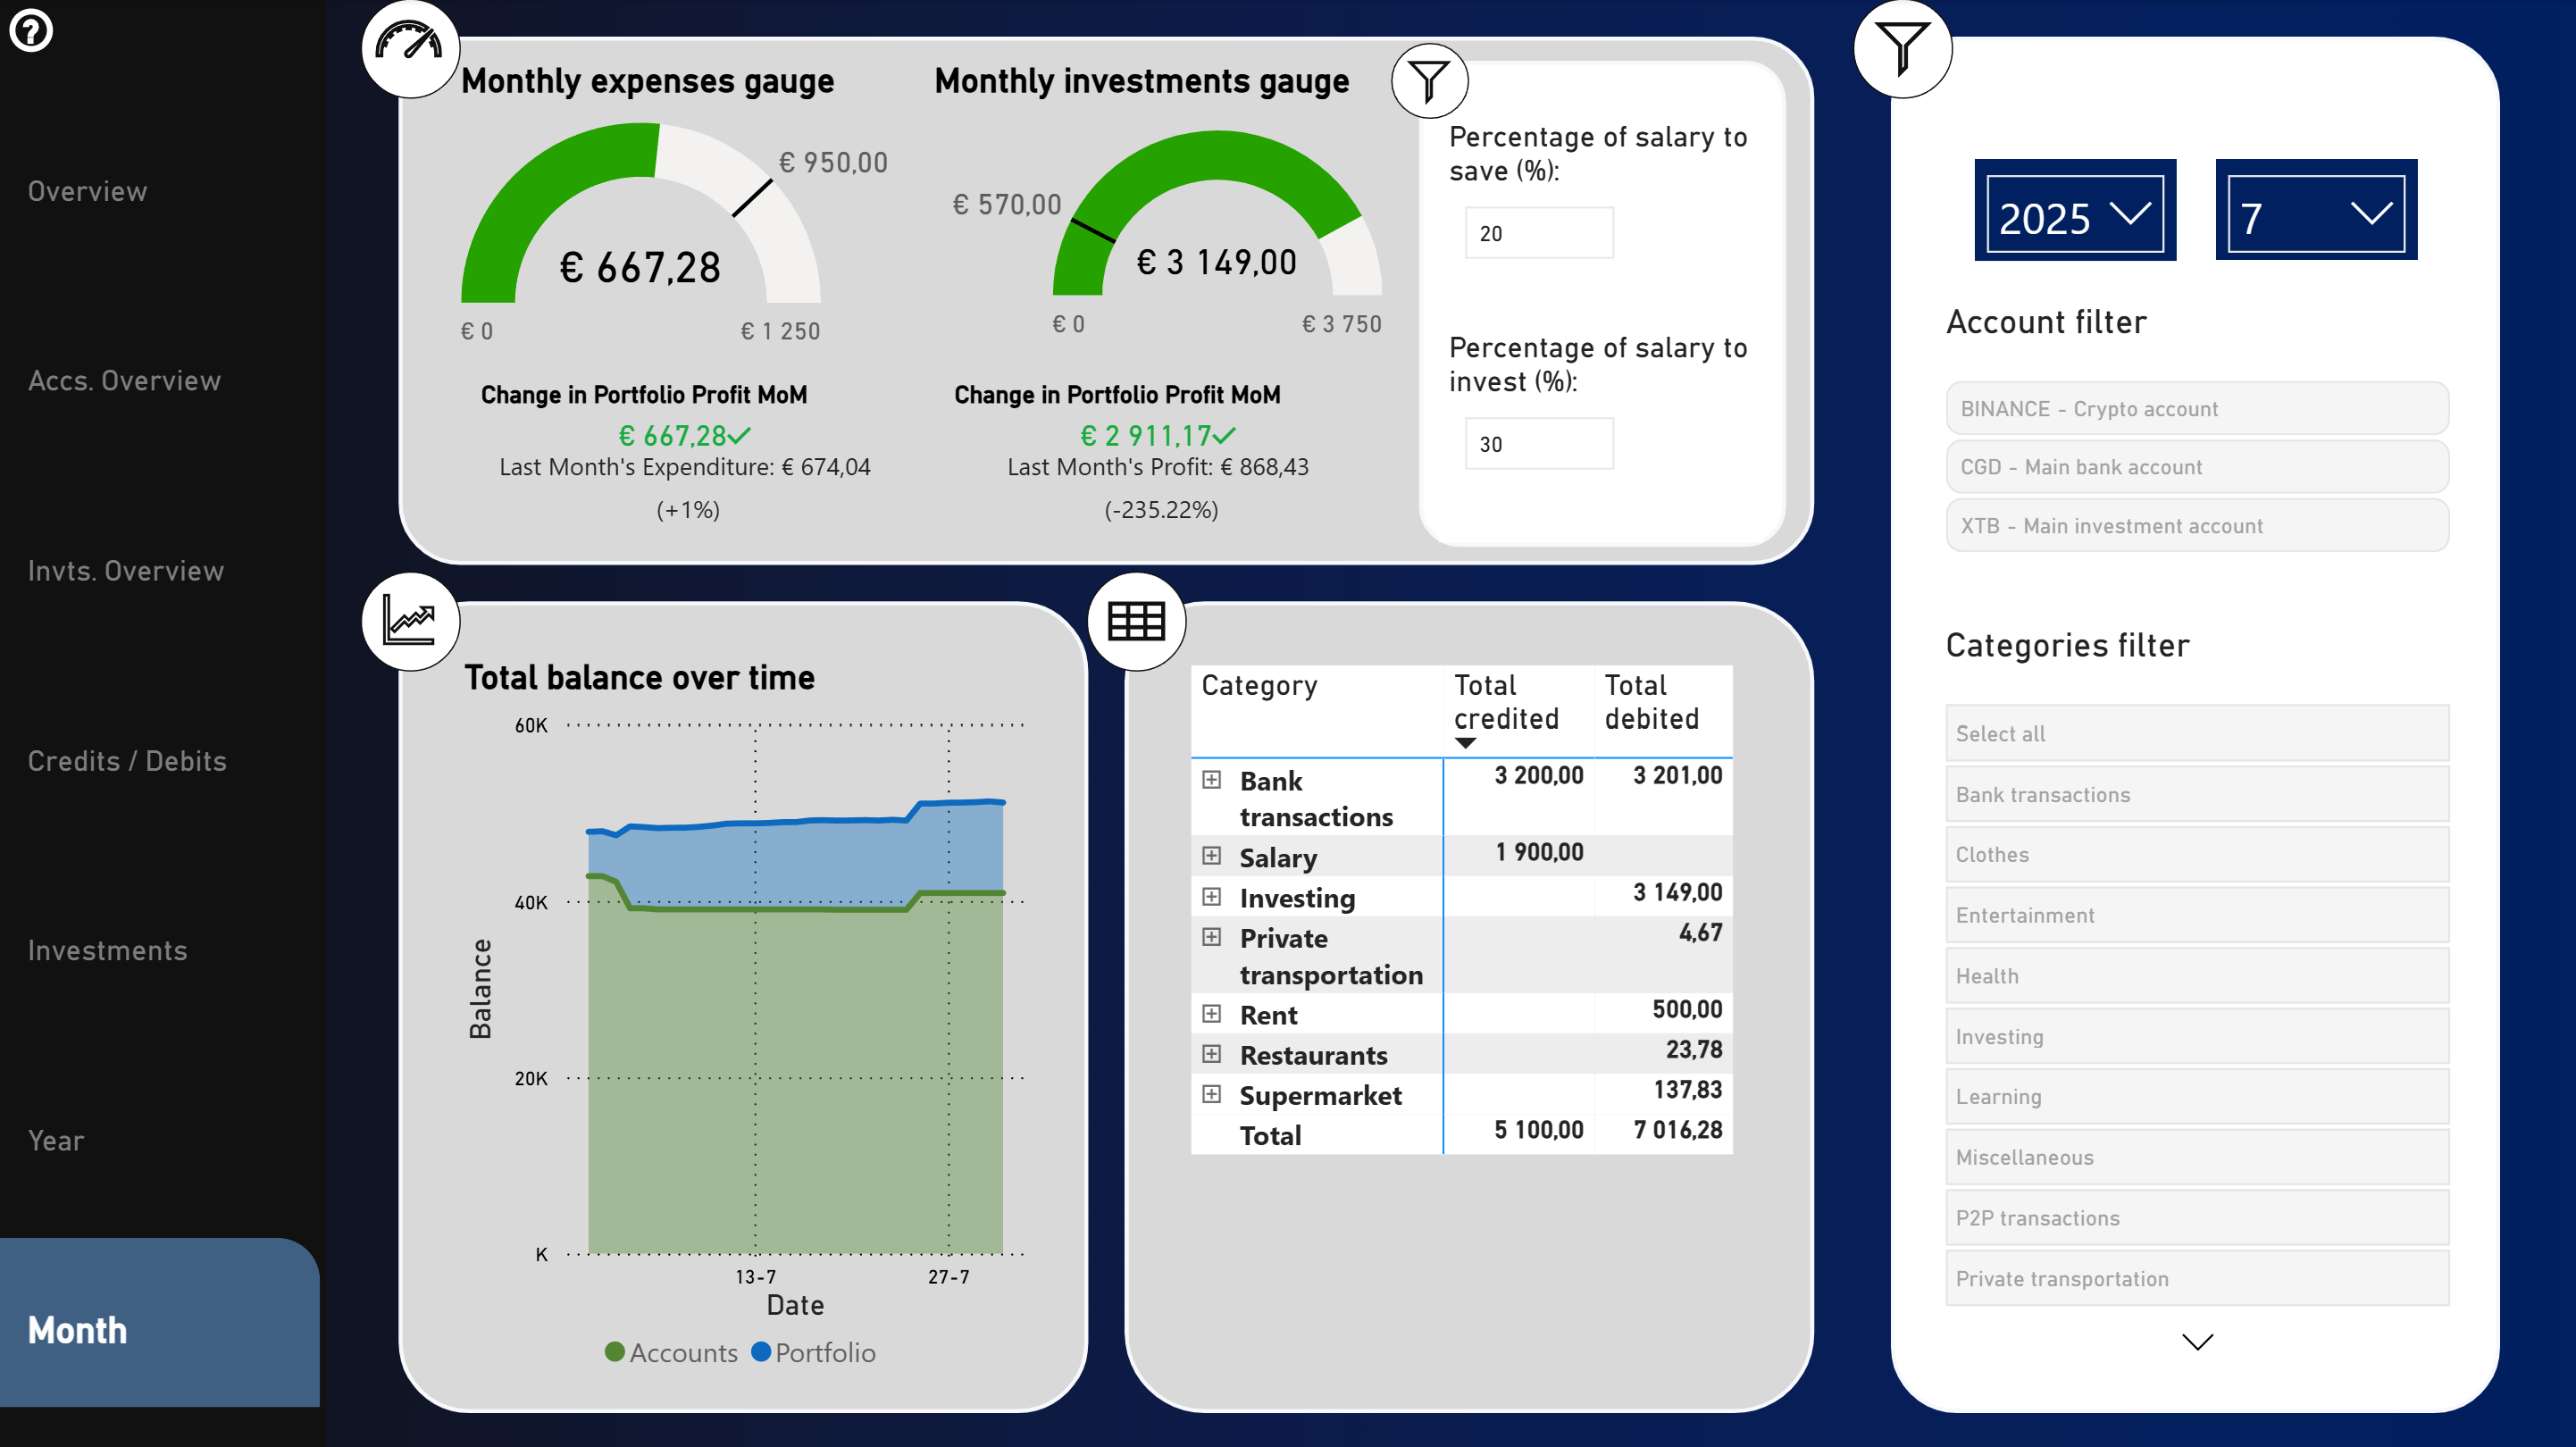 ?
Overview
Accs. Overview
Invts. Overview
Credits / Debits
Investments
Year
Month
Monthly expenses gauge
€ 950,00
€ 667,28
€ 0
€ 1 250
Change in Portfolio Profit MoM
€ 667,28✓
Last Month's Expenditure: € 674,04
(+1%)
Monthly investments gauge
€ 570,00
€ 3 149,00
€ 0
€ 3 750
Change in Portfolio Profit MoM
€ 2 911,17✓
Last Month's Profit: € 868,43
(-235.22%)
Percentage of salary to
save (%):
20
Percentage of salary to
invest (%):
30
Total balance over time
60K
40K
20K
K
Balance
13-7
27-7
Date
Accounts
Portfolio
Category
Total credited
Total debited
Bank transactions 3 200,00 3 201,00
Salary 1 900,00
Investing 3 149,00
Private transportation 4,67
Rent 500,00
Restaurants 23,78
Supermarket 137,83
Total 5 100,00 7 016,28
2025
7
Account filter
BINANCE - Crypto account
CGD - Main bank account
XTB - Main investment account
Categories filter
Select all
Bank transactions
Clothes
Entertainment
Health
Investing
Learning
Miscellaneous
P2P transactions
Private transportation